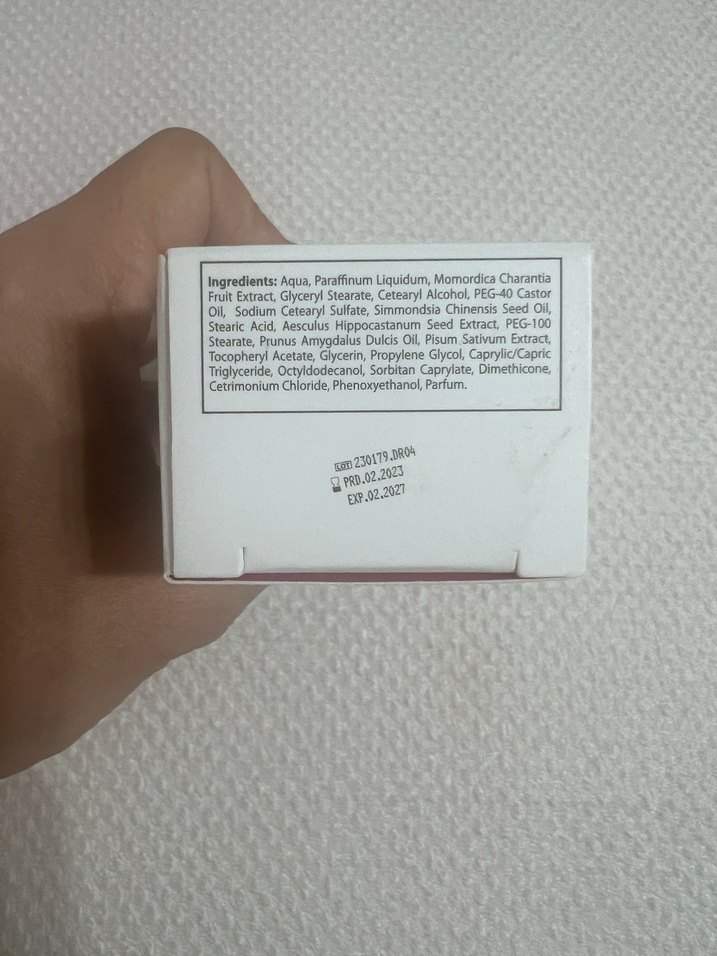 Ingredients: Aqua, Paraffinum Liquidum, Momordica Charantia
Fruit Extract, Glyceryl Stearate, Cetearyl Alcohol, PEG-40 Castor
Oil, Sodium Cetearyl Sulfate, Simmondsia Chinensis Seed Oil,
Stearic Acid, Aesculus Hippocastanum Seed Extract, PEG-100
Stearate, Prunus Amygdalus Dulcis Oil, Pisum Sativum Extract,
Tocopheryl Acetate, Glycerin, Propylene Glycol, Caprylic/Capric
Triglyceride, Octyldodecanol, Sorbitan Caprylate, Dimethicone,
Cetrimonium Chloride, Phenoxyethanol, Parfum.
LOT 230179.DR04
PRD.02.2023
EXP.02.2027